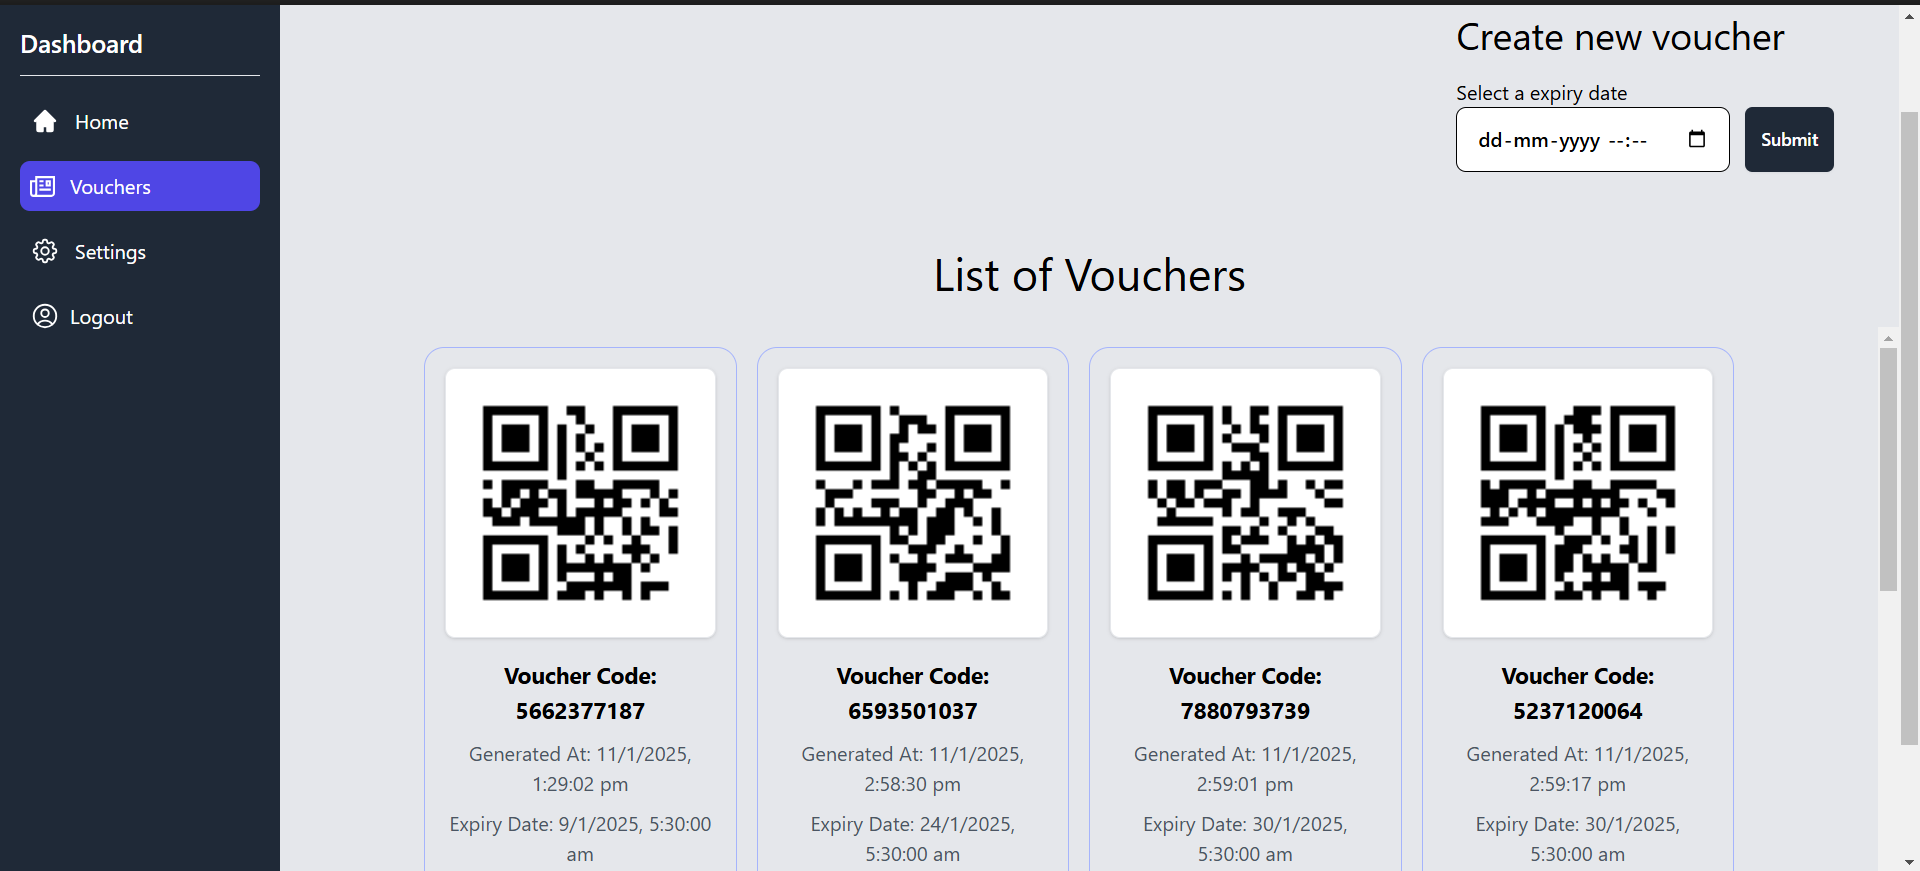 Dashboard
Home
Vouchers
Settings
Logout
Create new voucher
Select a expiry date
dd-mm-yyyy --:--
Submit
List of Vouchers
Voucher Code:
5662377187
Generated At: 11/1/2025,
1:29:02 pm
Expiry Date: 9/1/2025, 5:30:00
am
Voucher Code:
6593501037
Generated At: 11/1/2025,
2:58:30 pm
Expiry Date: 24/1/2025,
5:30:00 am
Voucher Code:
7880793739
Generated At: 11/1/2025,
2:59:01 pm
Expiry Date: 30/1/2025,
5:30:00 am
Voucher Code:
5237120064
Generated At: 11/1/2025,
2:59:17 pm
Expiry Date: 30/1/2025,
5:30:00 am